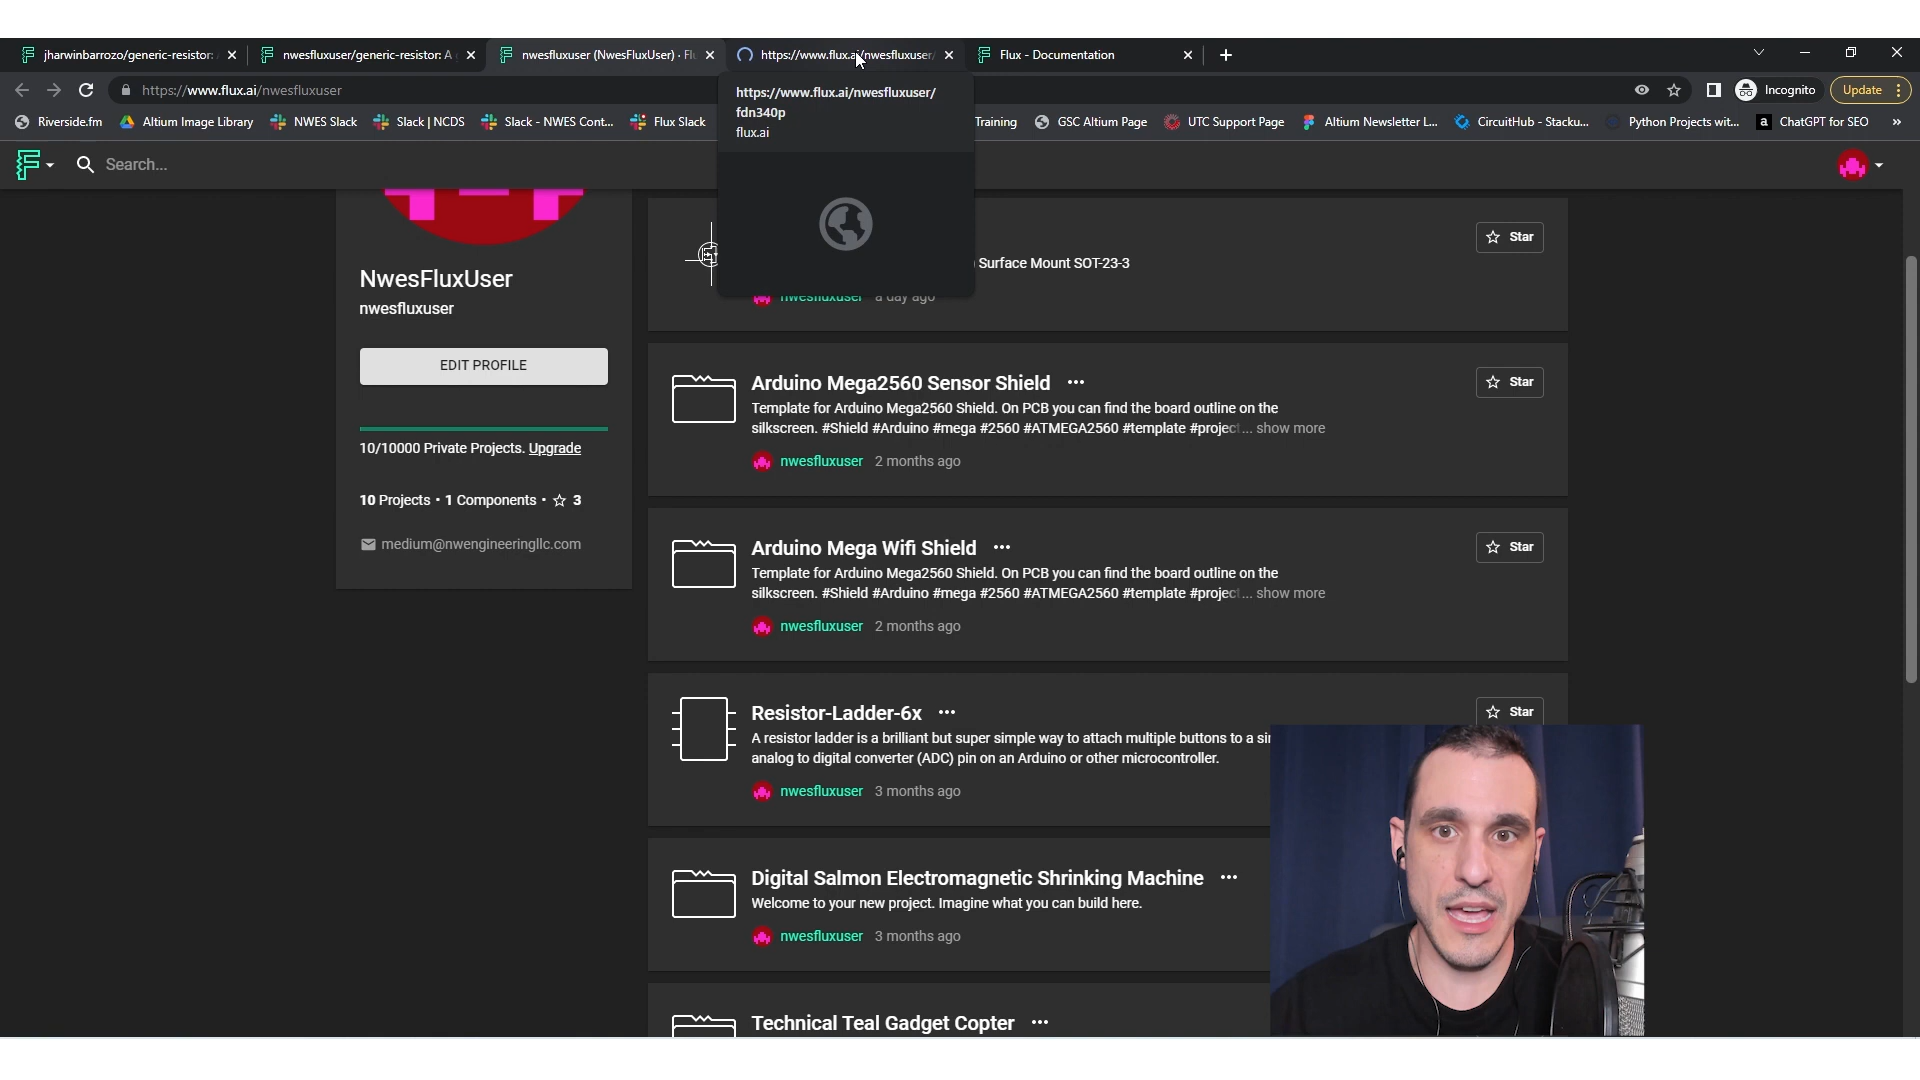 jharwinbarrozo/generic-resistor:
nwesfluxuser/generic-resistor: A
nwesfluxuser (NwesFluxUser) · Fl
https://www.flux.ai/nwesfluxuser/
Flux - Documentation
https://www.flux.ai/nwesfluxuser
Incognito
Update
Riverside.fm
Altium Image Library
NWES Slack
Slack | NCDS
Slack - NWES Cont...
Flux Slack
Training
GSC Altium Page
UTC Support Page
Altium Newsletter L...
CircuitHub - Stacku...
Python Projects wit...
ChatGPT for SEO
»
https://www.flux.ai/nwesfluxuser/
fdn340p
flux.ai
Search...
NwesFluxUser
nwesfluxuser
EDIT PROFILE
10/10000 Private Projects. Upgrade
10 Projects • 1 Components • 3
medium@nwengineeringllc.com
Surface Mount SOT-23-3
nwesfluxuser a day ago
Star
Arduino Mega2560 Sensor Shield
Template for Arduino Mega2560 Shield. On PCB you can find the board outline on the
silkscreen. #Shield #Arduino #mega #2560 #ATMEGA2560 #template #project... show more
nwesfluxuser 2 months ago
Star
Arduino Mega Wifi Shield
Template for Arduino Mega2560 Shield. On PCB you can find the board outline on the
silkscreen. #Shield #Arduino #mega #2560 #ATMEGA2560 #template #project... show more
nwesfluxuser 2 months ago
Star
Resistor-Ladder-6x
A resistor ladder is a brilliant but super simple way to attach multiple buttons to a
analog to digital converter (ADC) pin on an Arduino or other microcontroller.
nwesfluxuser 3 months ago
Star
Digital Salmon Electromagnetic Shrinking Machine
Welcome to your new project. Imagine what you can build here.
nwesfluxuser 3 months ago
Technical Teal Gadget Copter